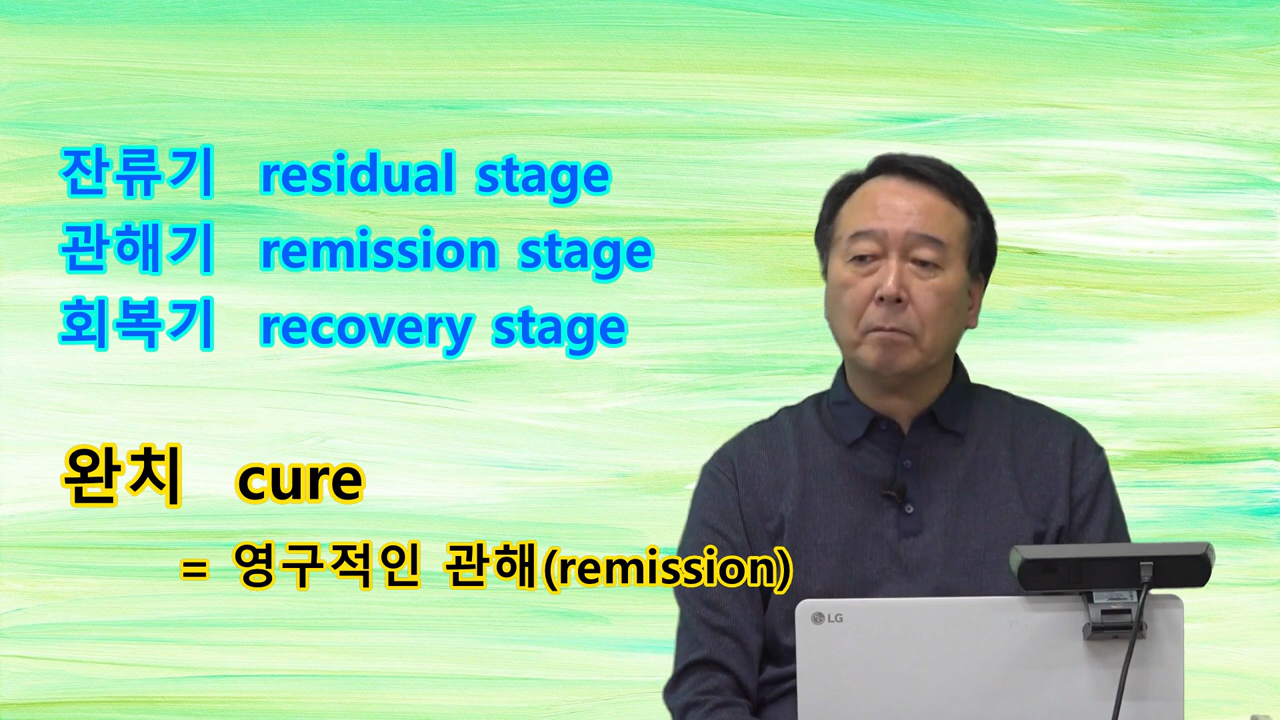 잔류기 residual stage
관해기 remission stage
회복기 recovery stage
완치 cure
= 영구적인 관해(remission)
LG